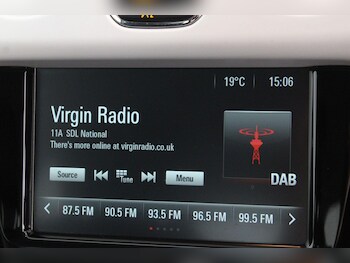 19°C 15:06
Virgin Radio
11A SDL National
There's more online at virginradio.co.uk
Source Tune Menu
DAB
87.5 FM 90.5 FM 93.5 FM 96.5 FM 99.5 FM